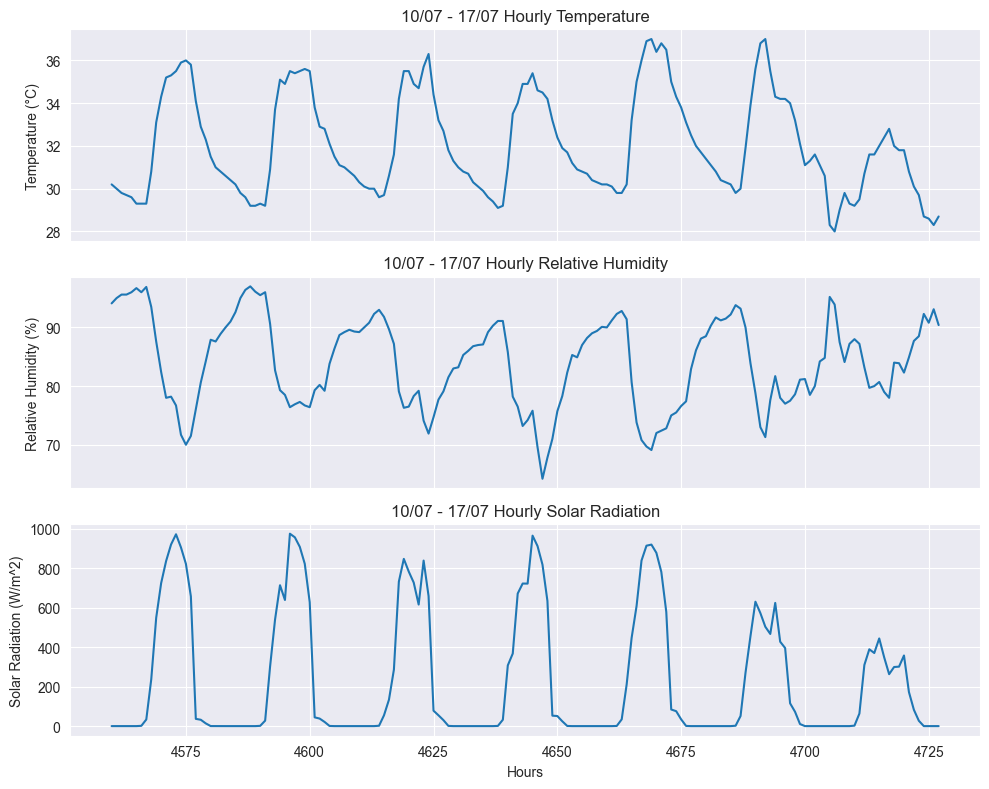 10/07 - 17/07 Hourly Temperature
Temperature (°C)
36
34
32
30
28
10/07 - 17/07 Hourly Relative Humidity
Relative Humidity (%)
90
80
70
10/07 - 17/07 Hourly Solar Radiation
Solar Radiation (W/m^2)
1000
800
600
400
200
0
4575 4600 4625 4650 4675 4700 4725
Hours